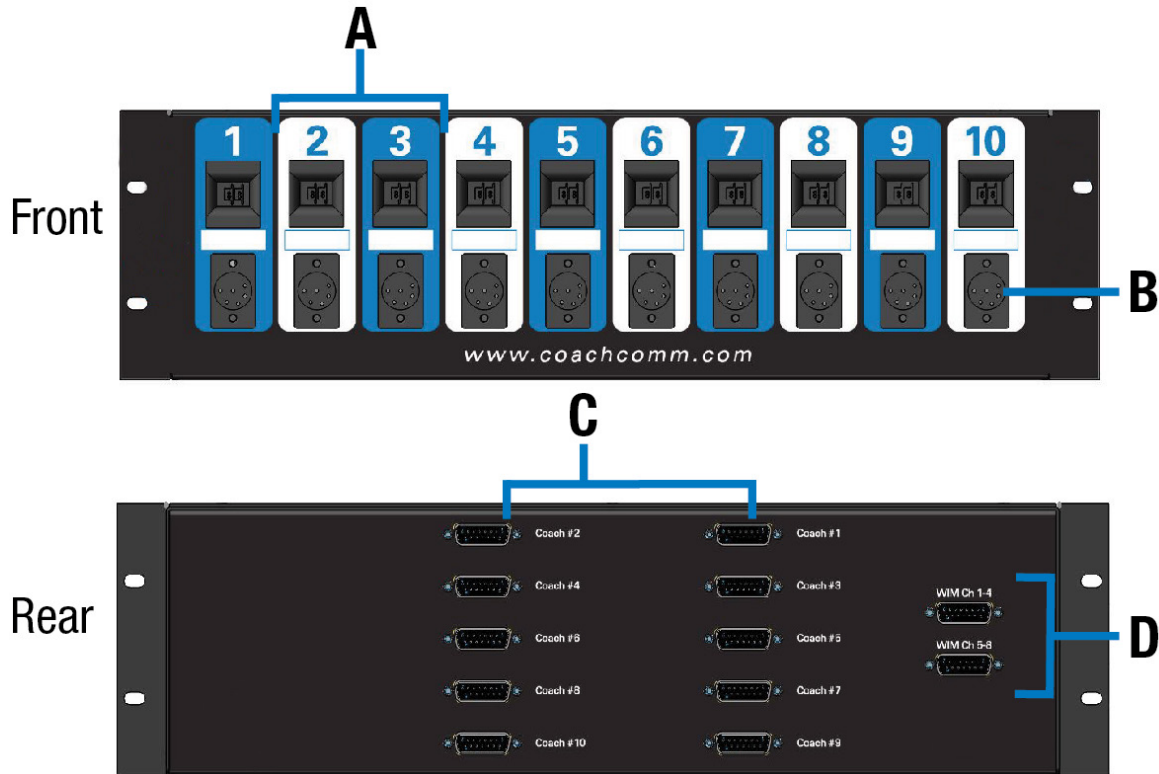 A
1 2 3 4 5 6 7 8 9 10
Front
B
www.coachcomm.com
C
Coach #2 Coach #1
Coach #4 Coach #3
WIM Ch 1-4
Rear
Coach #6 Coach #5
WIM Ch 5-8
D
Coach #8 Coach #7
Coach #10 Coach #9